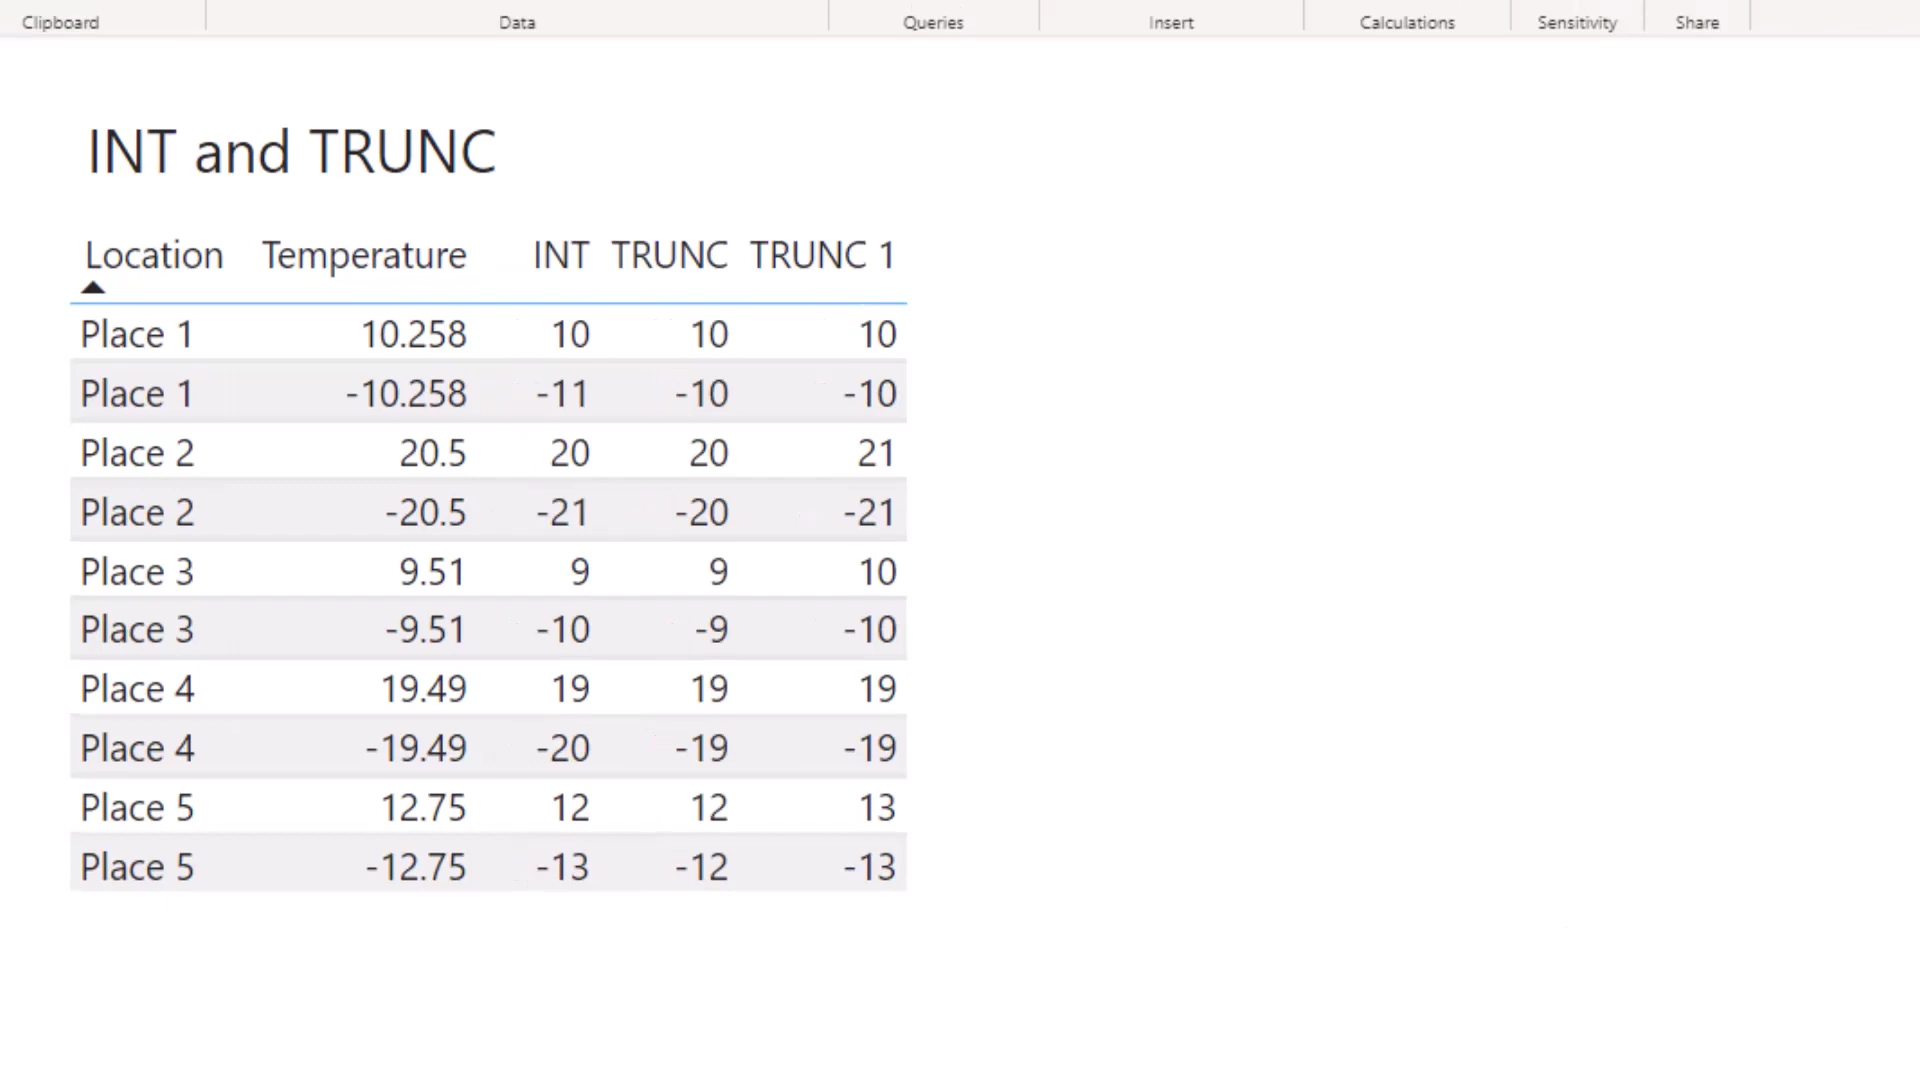 Clipboard Data Queries Insert Calculations Sensitivity Share
INT and TRUNC
Location Temperature INT TRUNC TRUNC 1
Place 1 10.258 10 10 10
Place 1 -10.258 -11 -10 -10
Place 2 20.5 20 20 21
Place 2 -20.5 -21 -20 -21
Place 3 9.51 9 9 10
Place 3 -9.51 -10 -9 -10
Place 4 19.49 19 19 19
Place 4 -19.49 -20 -19 -19
Place 5 12.75 12 12 13
Place 5 -12.75 -13 -12 -13